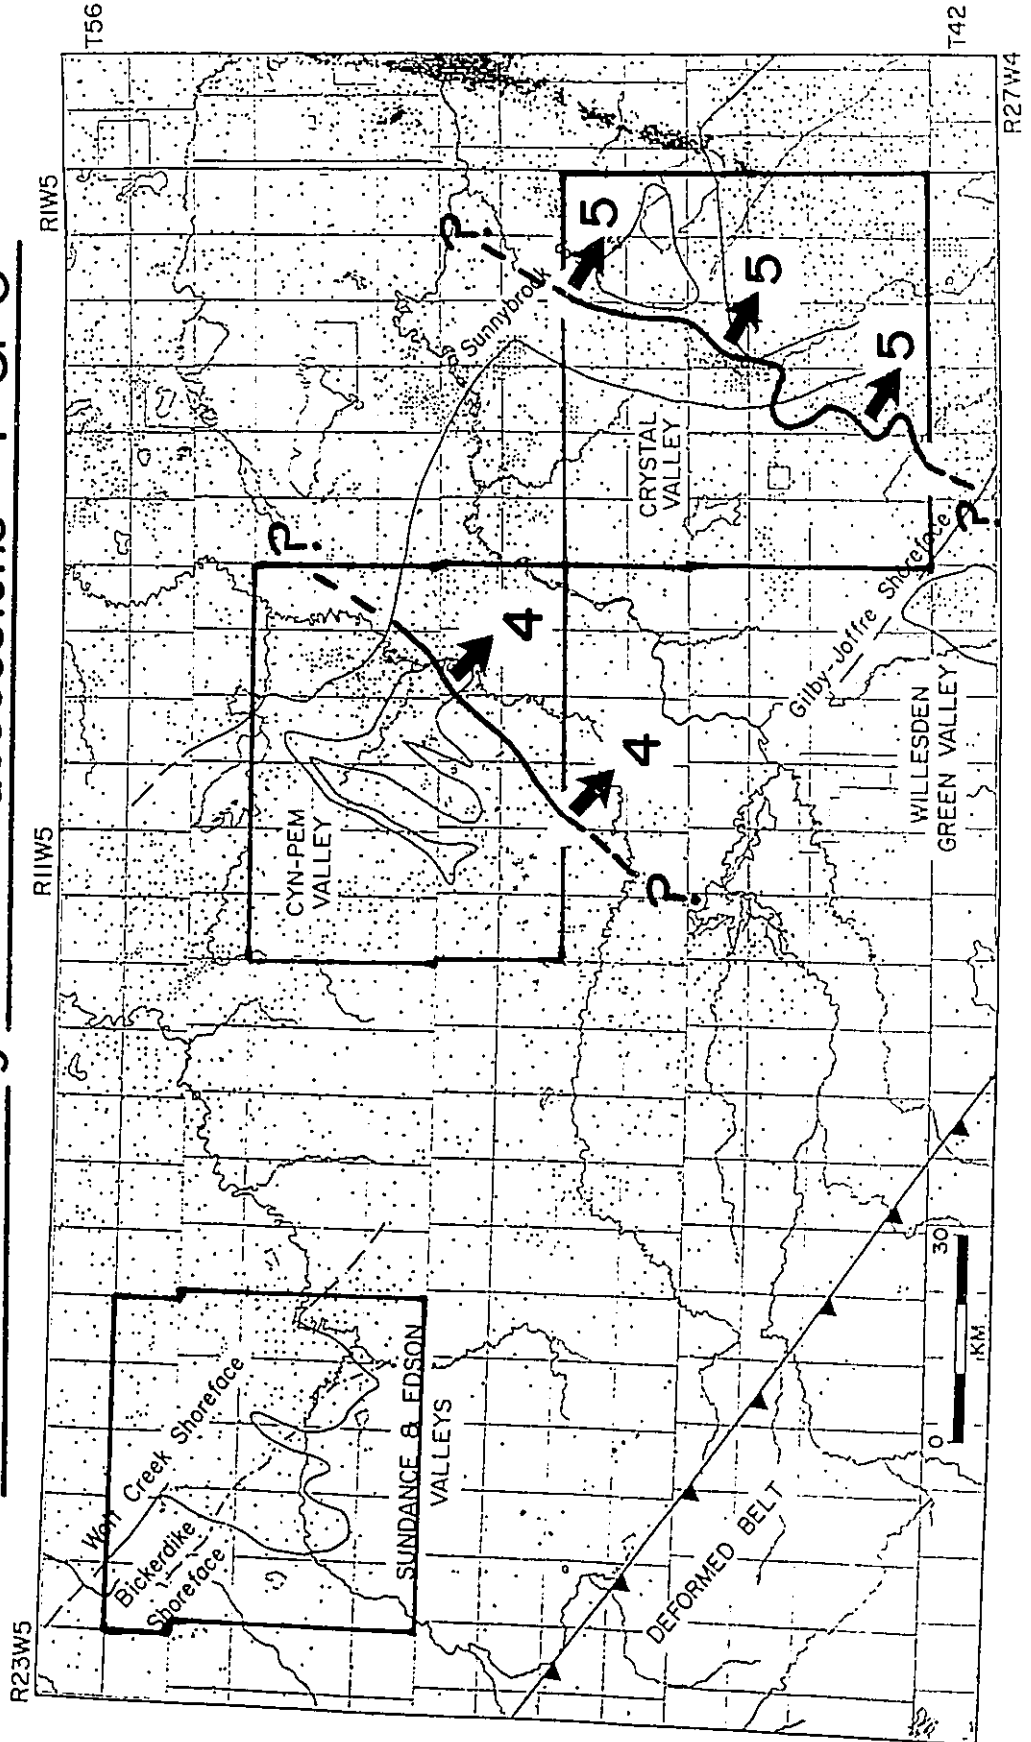 R23W5
R11W5
R1W5
T56
Wolf Creek Shoreface
Bickerdike
Shoreface
SUNDANCE & EDSON
VALLEYS
CYN-PEM
VALLEY
P.
P.
4
4
P.
Sunnybrook
5
5
5
CRYSTAL
VALLEY
P.
Gilby-Joffre Shoreface
WILLESDEN
GREEN VALLEY
DEFORMED BELT
0
30
KM
T42
R27W4